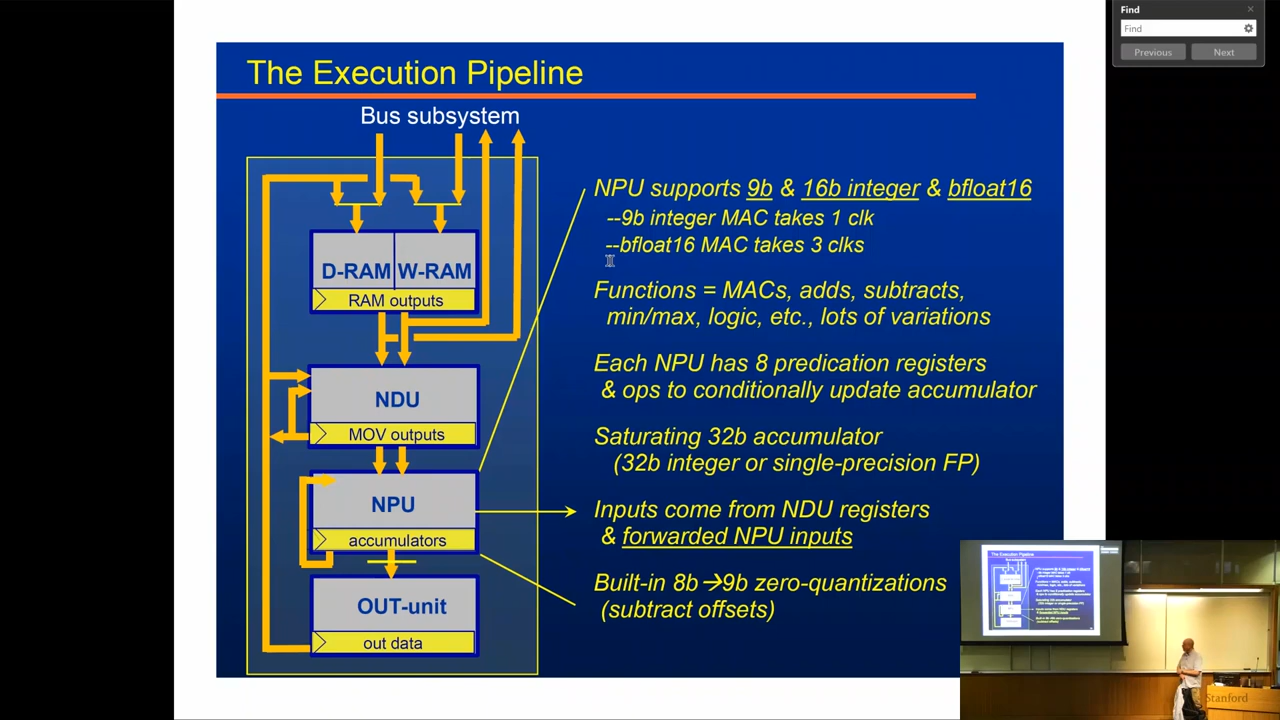 Find
Find
Previous
Next
The Execution Pipeline
Bus subsystem
D-RAM W-RAM
RAM outputs
NDU
MOV outputs
NPU
accumulators
OUT-unit
out data
NPU supports 9b & 16b integer & bfloat16
--9b integer MAC takes 1 clk
--bfloat16 MAC takes 3 clks
Functions = MACs, adds, subtracts,
min/max, logic, etc., lots of variations
Each NPU has 8 predication registers
& ops to conditionally update accumulator
Saturating 32b accumulator
(32b integer or single-precision FP)
Inputs come from NDU registers
& forwarded NPU inputs
Built-in 8b→9b zero-quantizations
(subtract offsets)
The Execution Pipeline
Stanford